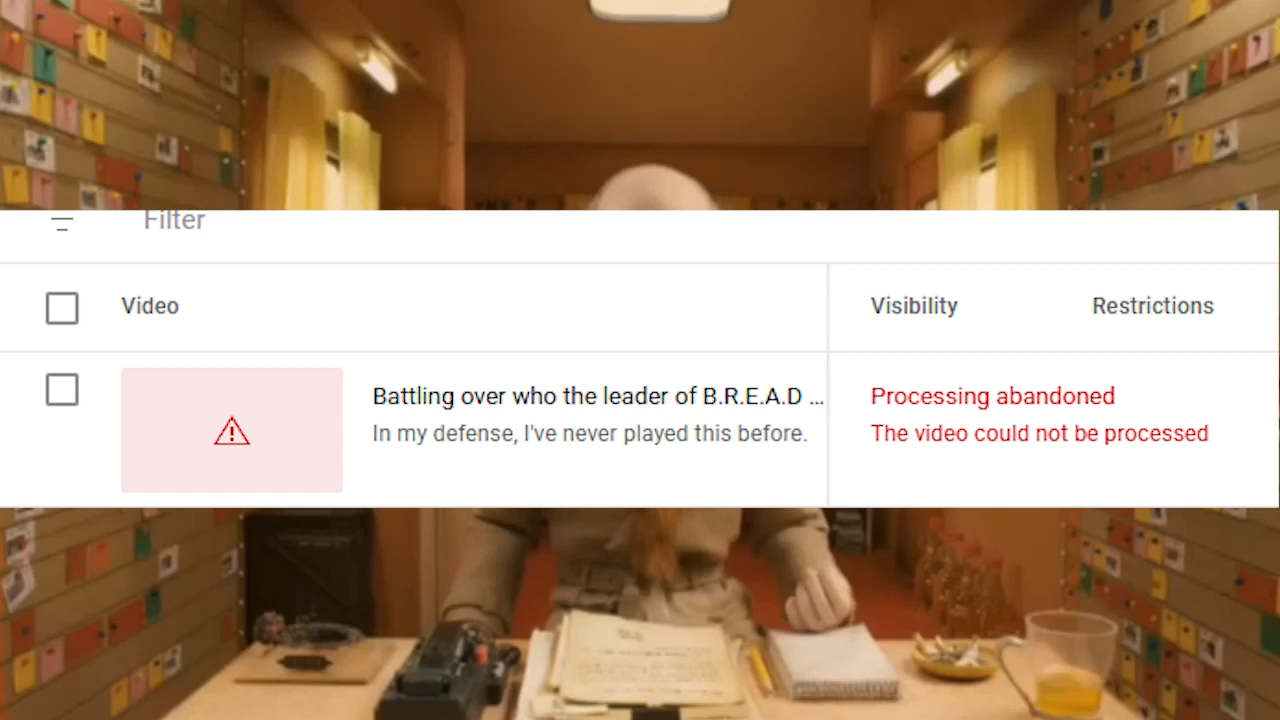 Filter
Video
Visibility
Restrictions
Battling over who the leader of B.R.E.A.D ...
Processing abandoned
In my defense, I've never played this before.
The video could not be processed